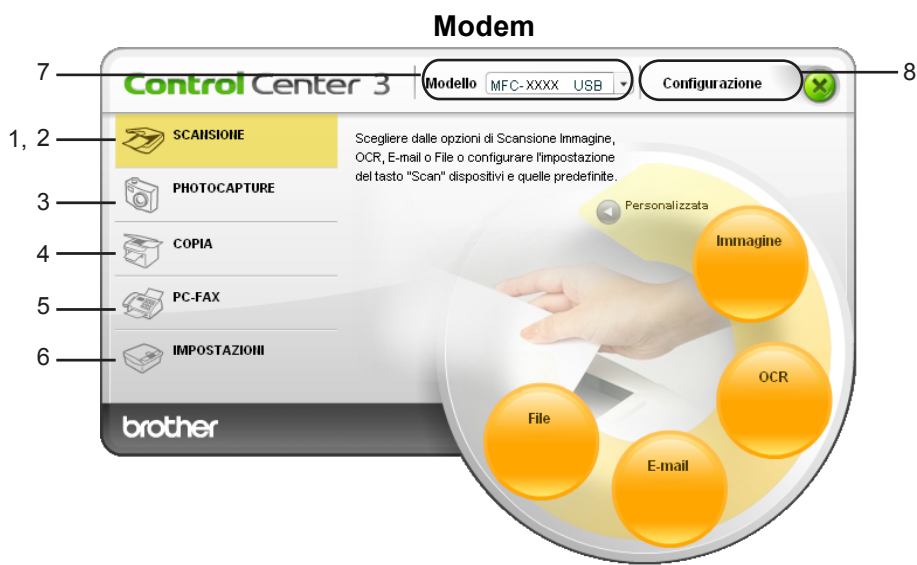 Modem
7
8
Control Center 3
Modello
MFC-XXXX USB
Configurazione
1, 2
SCANSIONE
Scegliere dalle opzioni di Scansione Immagine,
OCR, E-mail o File o configurare l'impostazione
del tasto "Scan" dispositivi e quelle predefinite.
3
PHOTOCAPTURE
Personalizzata
Immagine
4
COPIA
5
PC-FAX
6
IMPOSTAZIONI
OCR
File
brother
E-mail